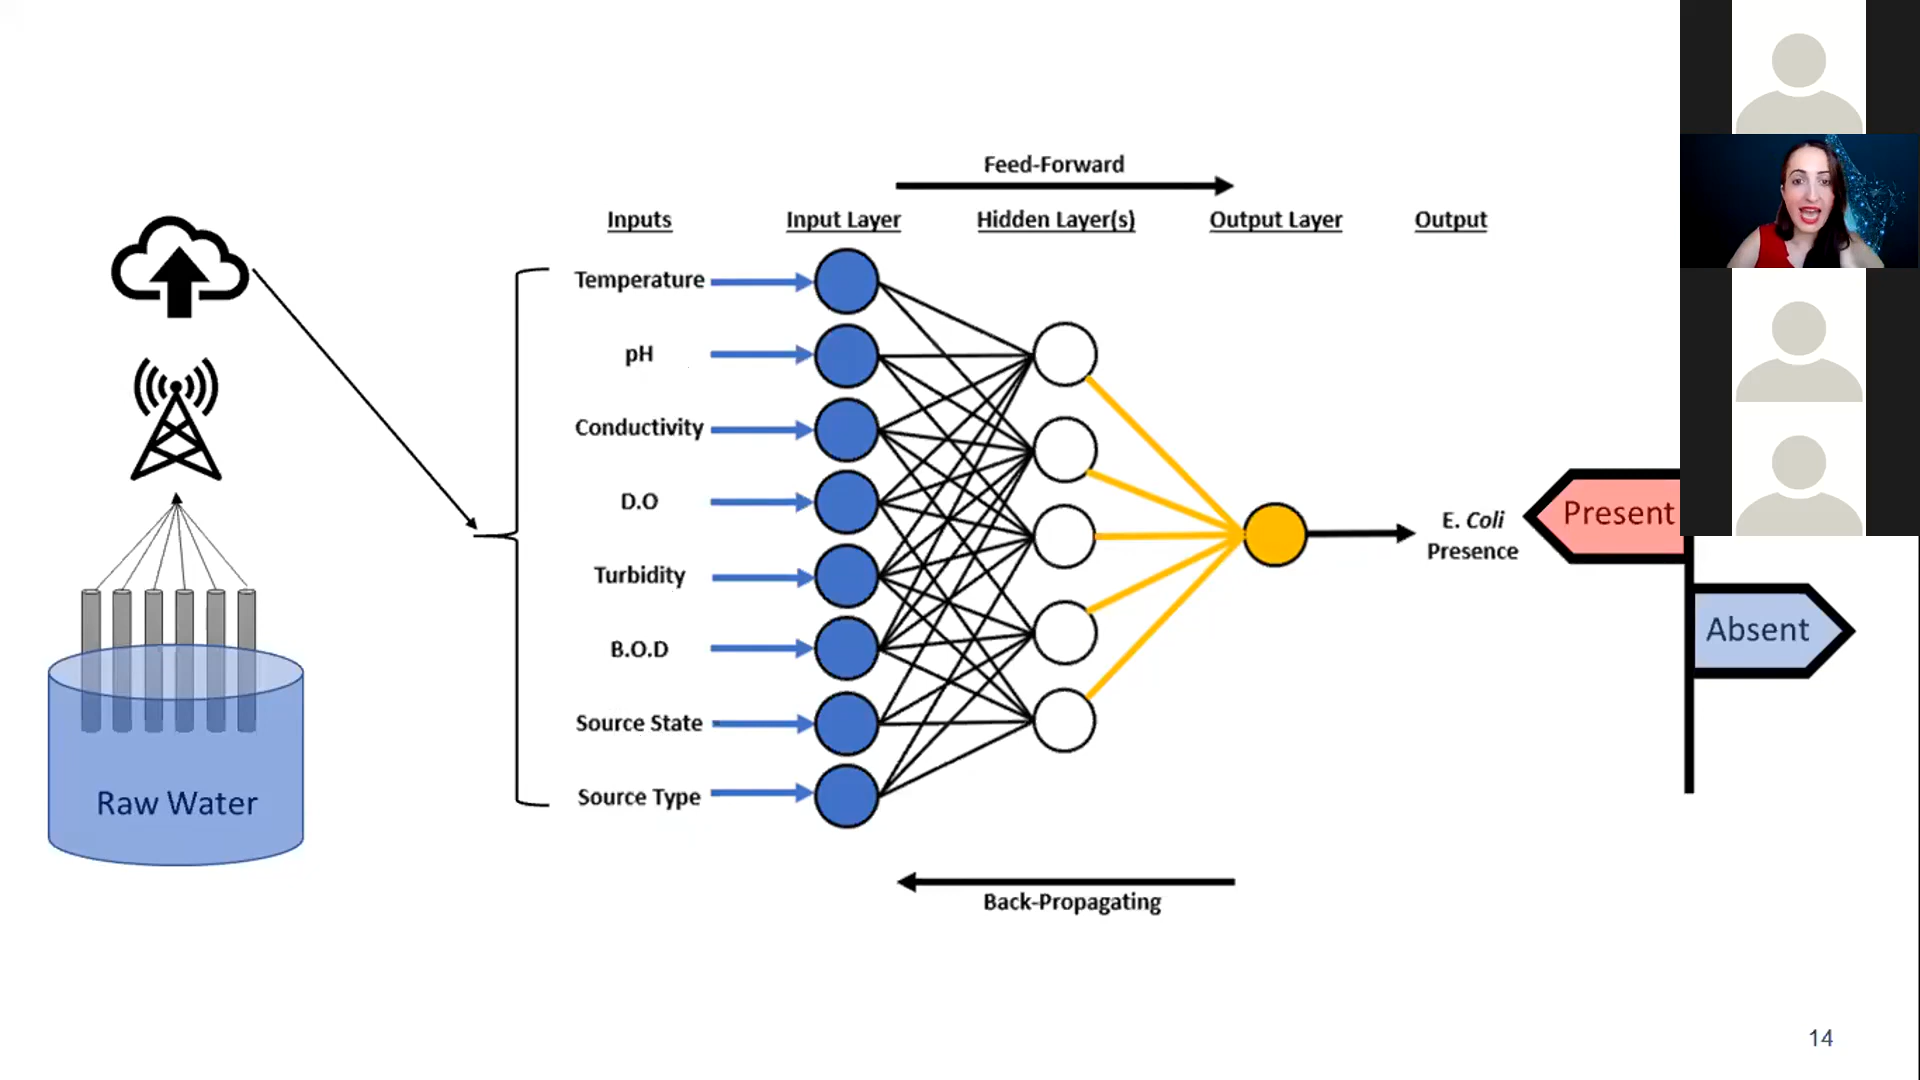 Feed-Forward
Inputs
Input Layer
Hidden Layer(s)
Output Layer
Output
Temperature
pH
Conductivity
D.O
Turbidity
B.O.D
Source State
Source Type
E. Coli
Presence
Present
Absent
Raw Water
Back-Propagating
14